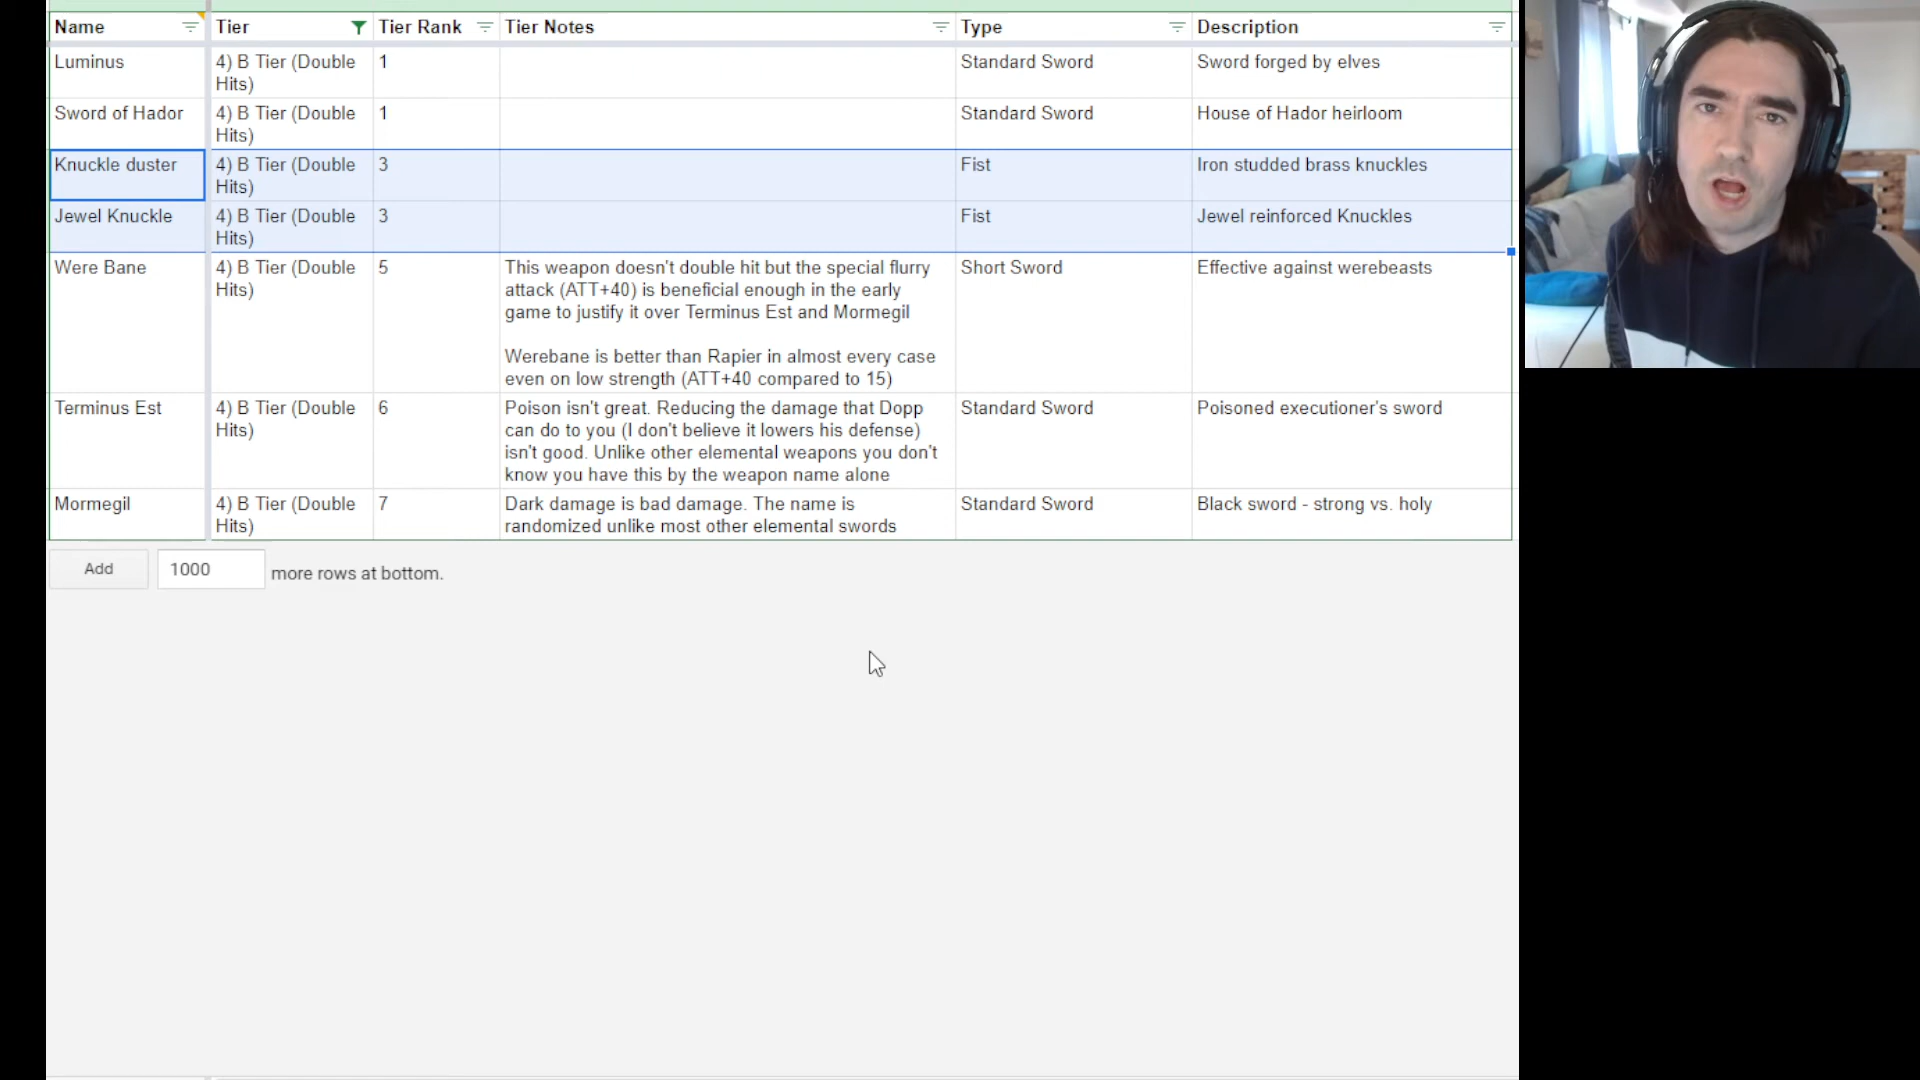 Name Tier Tier Rank Tier Notes Type Description
Luminus 4) B Tier (Double 1 Standard Sword Sword forged by elves
Hits)
Sword of Hador 4) B Tier (Double 1 Standard Sword House of Hador heirloom
Hits)
Knuckle duster 4) B Tier (Double 3 Fist Iron studded brass knuckles
Hits)
Jewel Knuckle 4) B Tier (Double 3 Fist Jewel reinforced Knuckles
Hits)
Were Bane 4) B Tier (Double 5 This weapon doesn't double hit but the special flurry Short Sword Effective against werebeasts
Hits) attack (ATT+40) is beneficial enough in the early
game to justify it over Terminus Est and Mormegil
Werebane is better than Rapier in almost every case
even on low strength (ATT+40 compared to 15)
Terminus Est 4) B Tier (Double 6 Poison isn't great. Reducing the damage that Dopp Standard Sword Poisoned executioner's sword
Hits) can do to you (I don't believe it lowers his defense)
isn't good. Unlike other elemental weapons you don't
know you have this by the weapon name alone
Mormegil 4) B Tier (Double 7 Dark damage is bad damage. The name is Standard Sword Black sword - strong vs. holy
Hits) randomized unlike most other elemental swords
Add 1000 more rows at bottom.